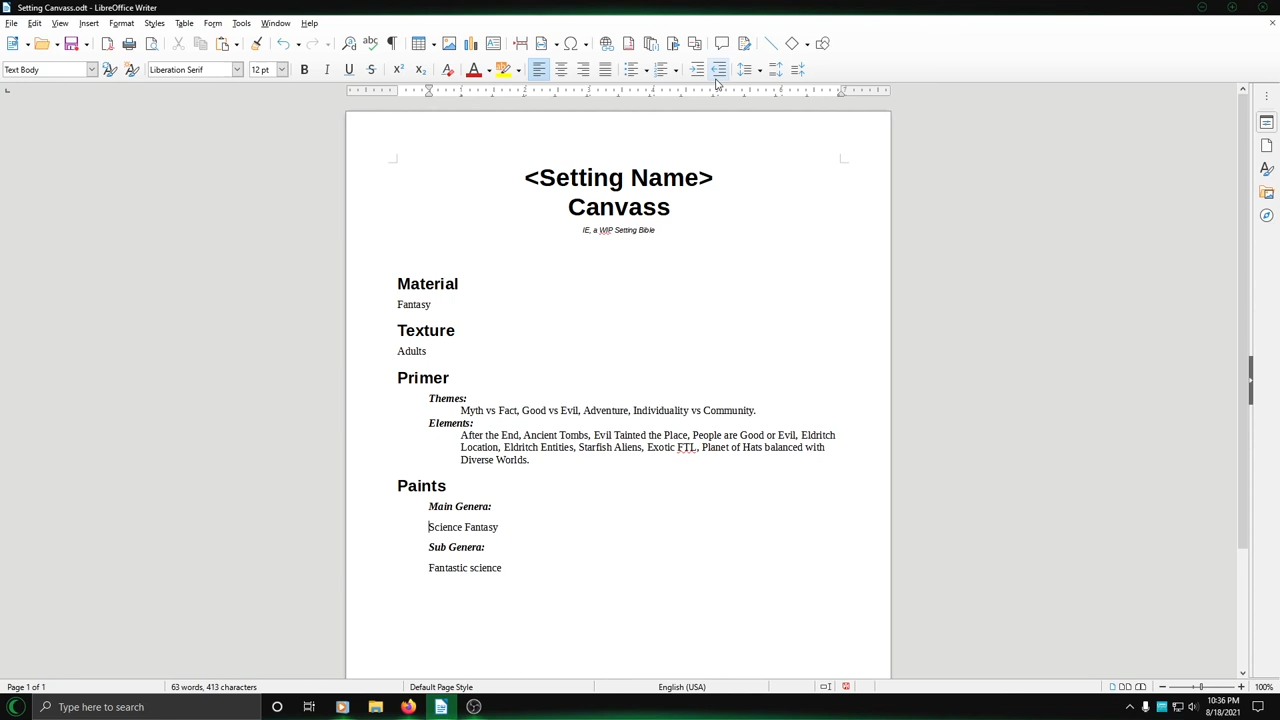 Setting Canvas.odt - LibreOffice Writer
File Edit View Insert Format Styles Table Form Tools Window Help
Text Body Liberation Serif 12 pt
<Setting Name>
Canvass
IE, a WIP Setting Bible
Material
Fantasy
Texture
Adults
Primer
Themes:
Myth vs Fact, Good vs Evil, Adventure, Individuality vs Community.
Elements:
After the End, Ancient Tombs, Evil Tainted the Place, People are Good or Evil, Eldritch
Location, Eldritch Entities, Starfish Aliens, Exotic FTL, Planet of Hats balanced with
Diverse Worlds.
Paints
Main Genera:
Science Fantasy
Sub Genera:
Fantastic science
Page 1 of 1 63 words, 413 characters Default Page Style English (USA) 100%
Type here to search
10:36 PM
8/18/2021